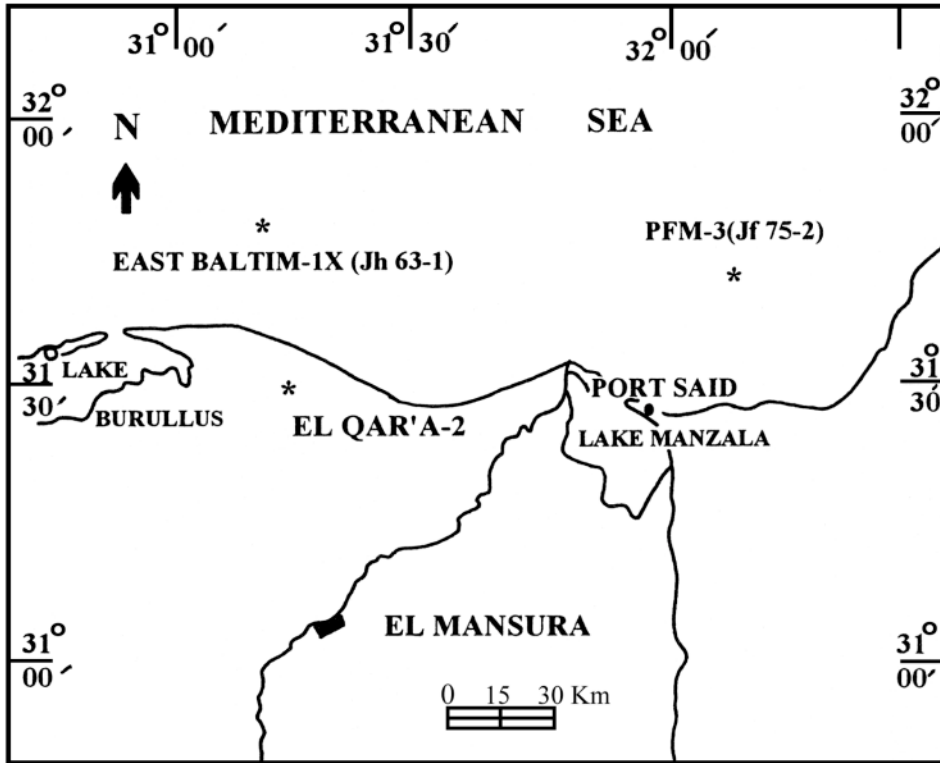 31° 00′
31° 30′
32° 00′
32° 00′
32° 00′
N
MEDITERRANEAN SEA
PFM-3(Jf 75-2)
*
*
EAST BALTIM-1X (Jh 63-1)
31° 30′
31° 30′
LAKE
BURULLUS
*
EL QAR'A-2
PORT SAID
LAKE MANZALA
EL MANSURA
31° 00′
31° 00′
0 15 30 Km